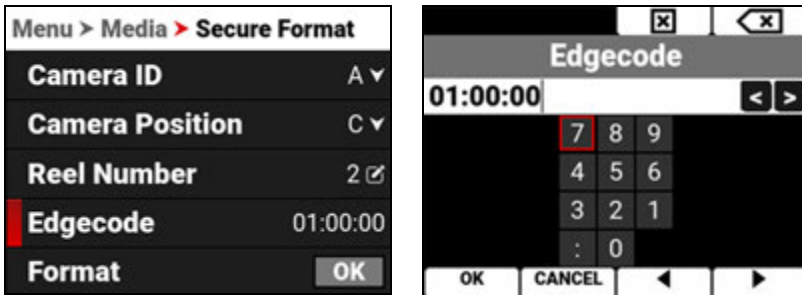 Menu > Media > Secure Format
Camera ID A
Camera Position C
Reel Number 2
Edgecode 01:00:00
Format OK
Edgecode
01:00:00 < >
7 8 9
4 5 6
3 2 1
: 0
OK CANCEL